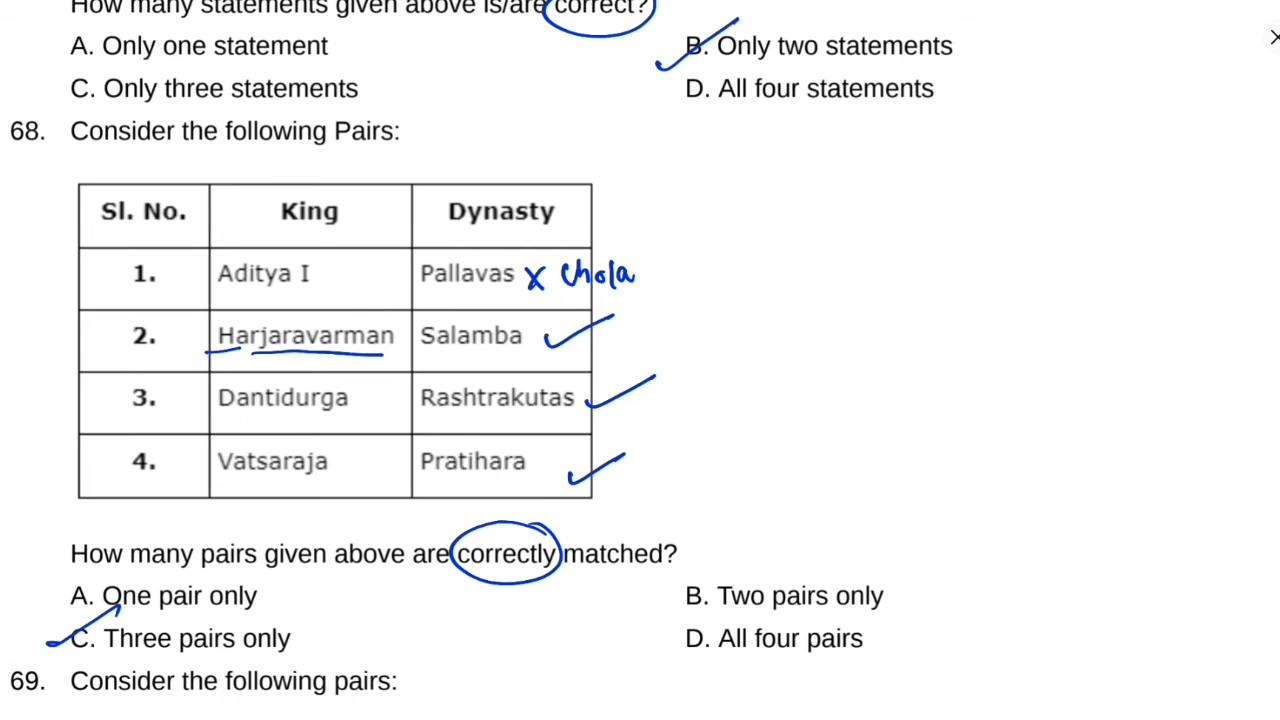 How many statements given above is/are correct?
A. Only one statement
B. Only two statements
C. Only three statements
D. All four statements
68. Consider the following Pairs:
Sl. No. King Dynasty
1. Aditya I Pallavas x Chola
2. Harjaravarman Salamba
3. Dantidurga Rashtrakutas
4. Vatsaraja Pratihara
How many pairs given above are correctly matched?
A. One pair only
B. Two pairs only
C. Three pairs only
D. All four pairs
69. Consider the following pairs: